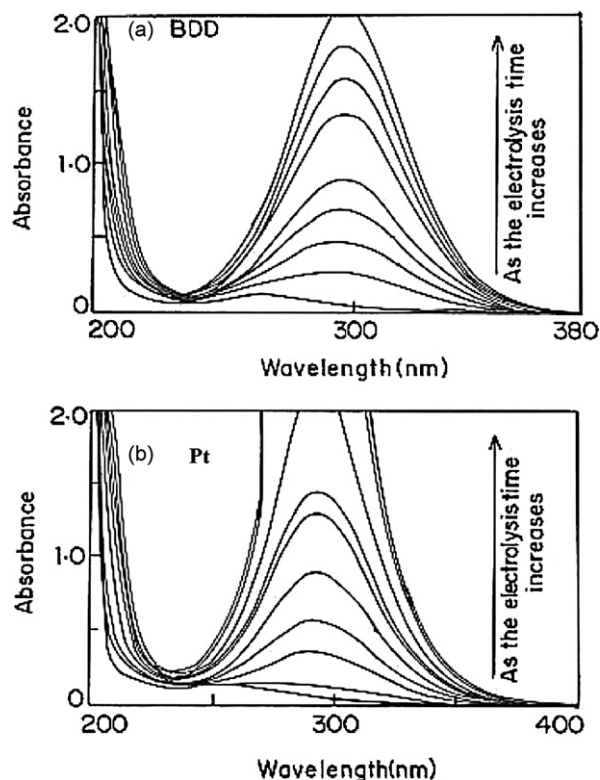 2.0
(a) BDD
1.0
0
Absorbance
As the electrolysis time
increases
200
300
380
Wavelength(nm)
2.0
(b) Pt
1.0
0
Absorbance
As the electrolysis time
increases
200
300
400
Wavelength(nm)